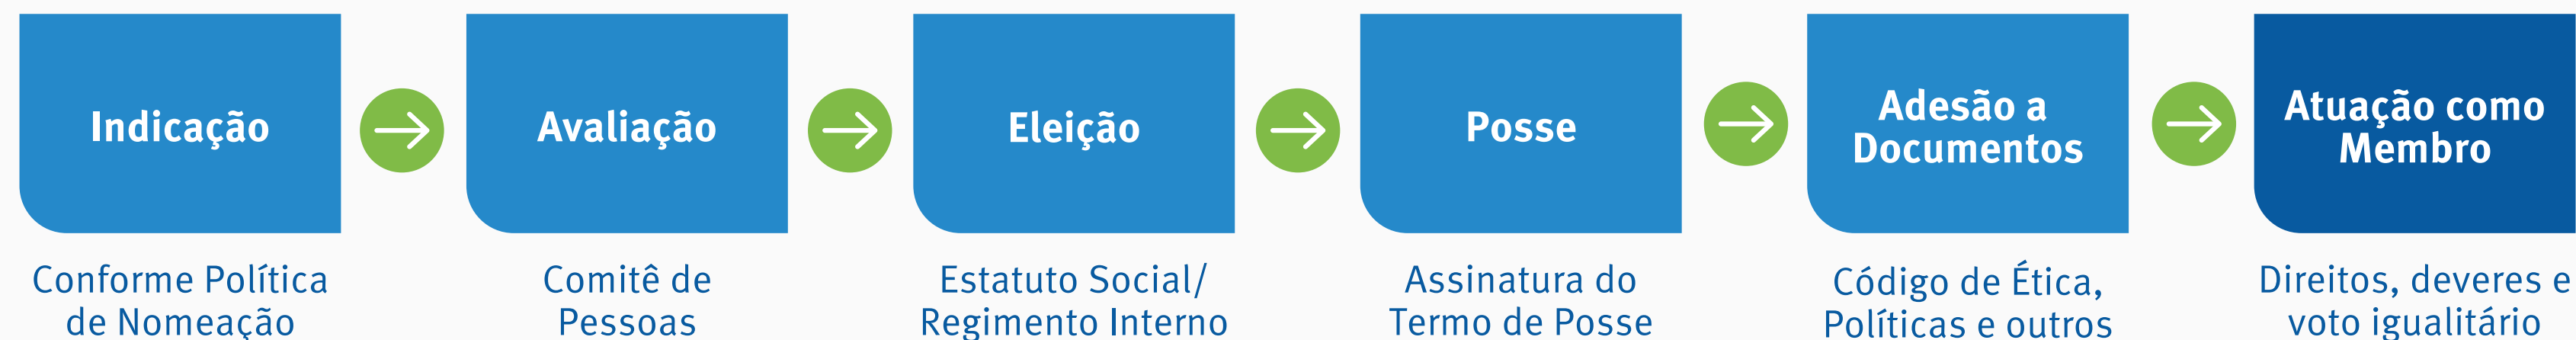 Indicação
Conforme Política
de Nomeação
Avaliação
Comitê de
Pessoas
Eleição
Estatuto Social/
Regimento Interno
Posse
Assinatura do
Termo de Posse
Adesão a
Documentos
Código de Ética,
Políticas e outros
Atuação como
Membro
Direitos, deveres e
voto igualitário